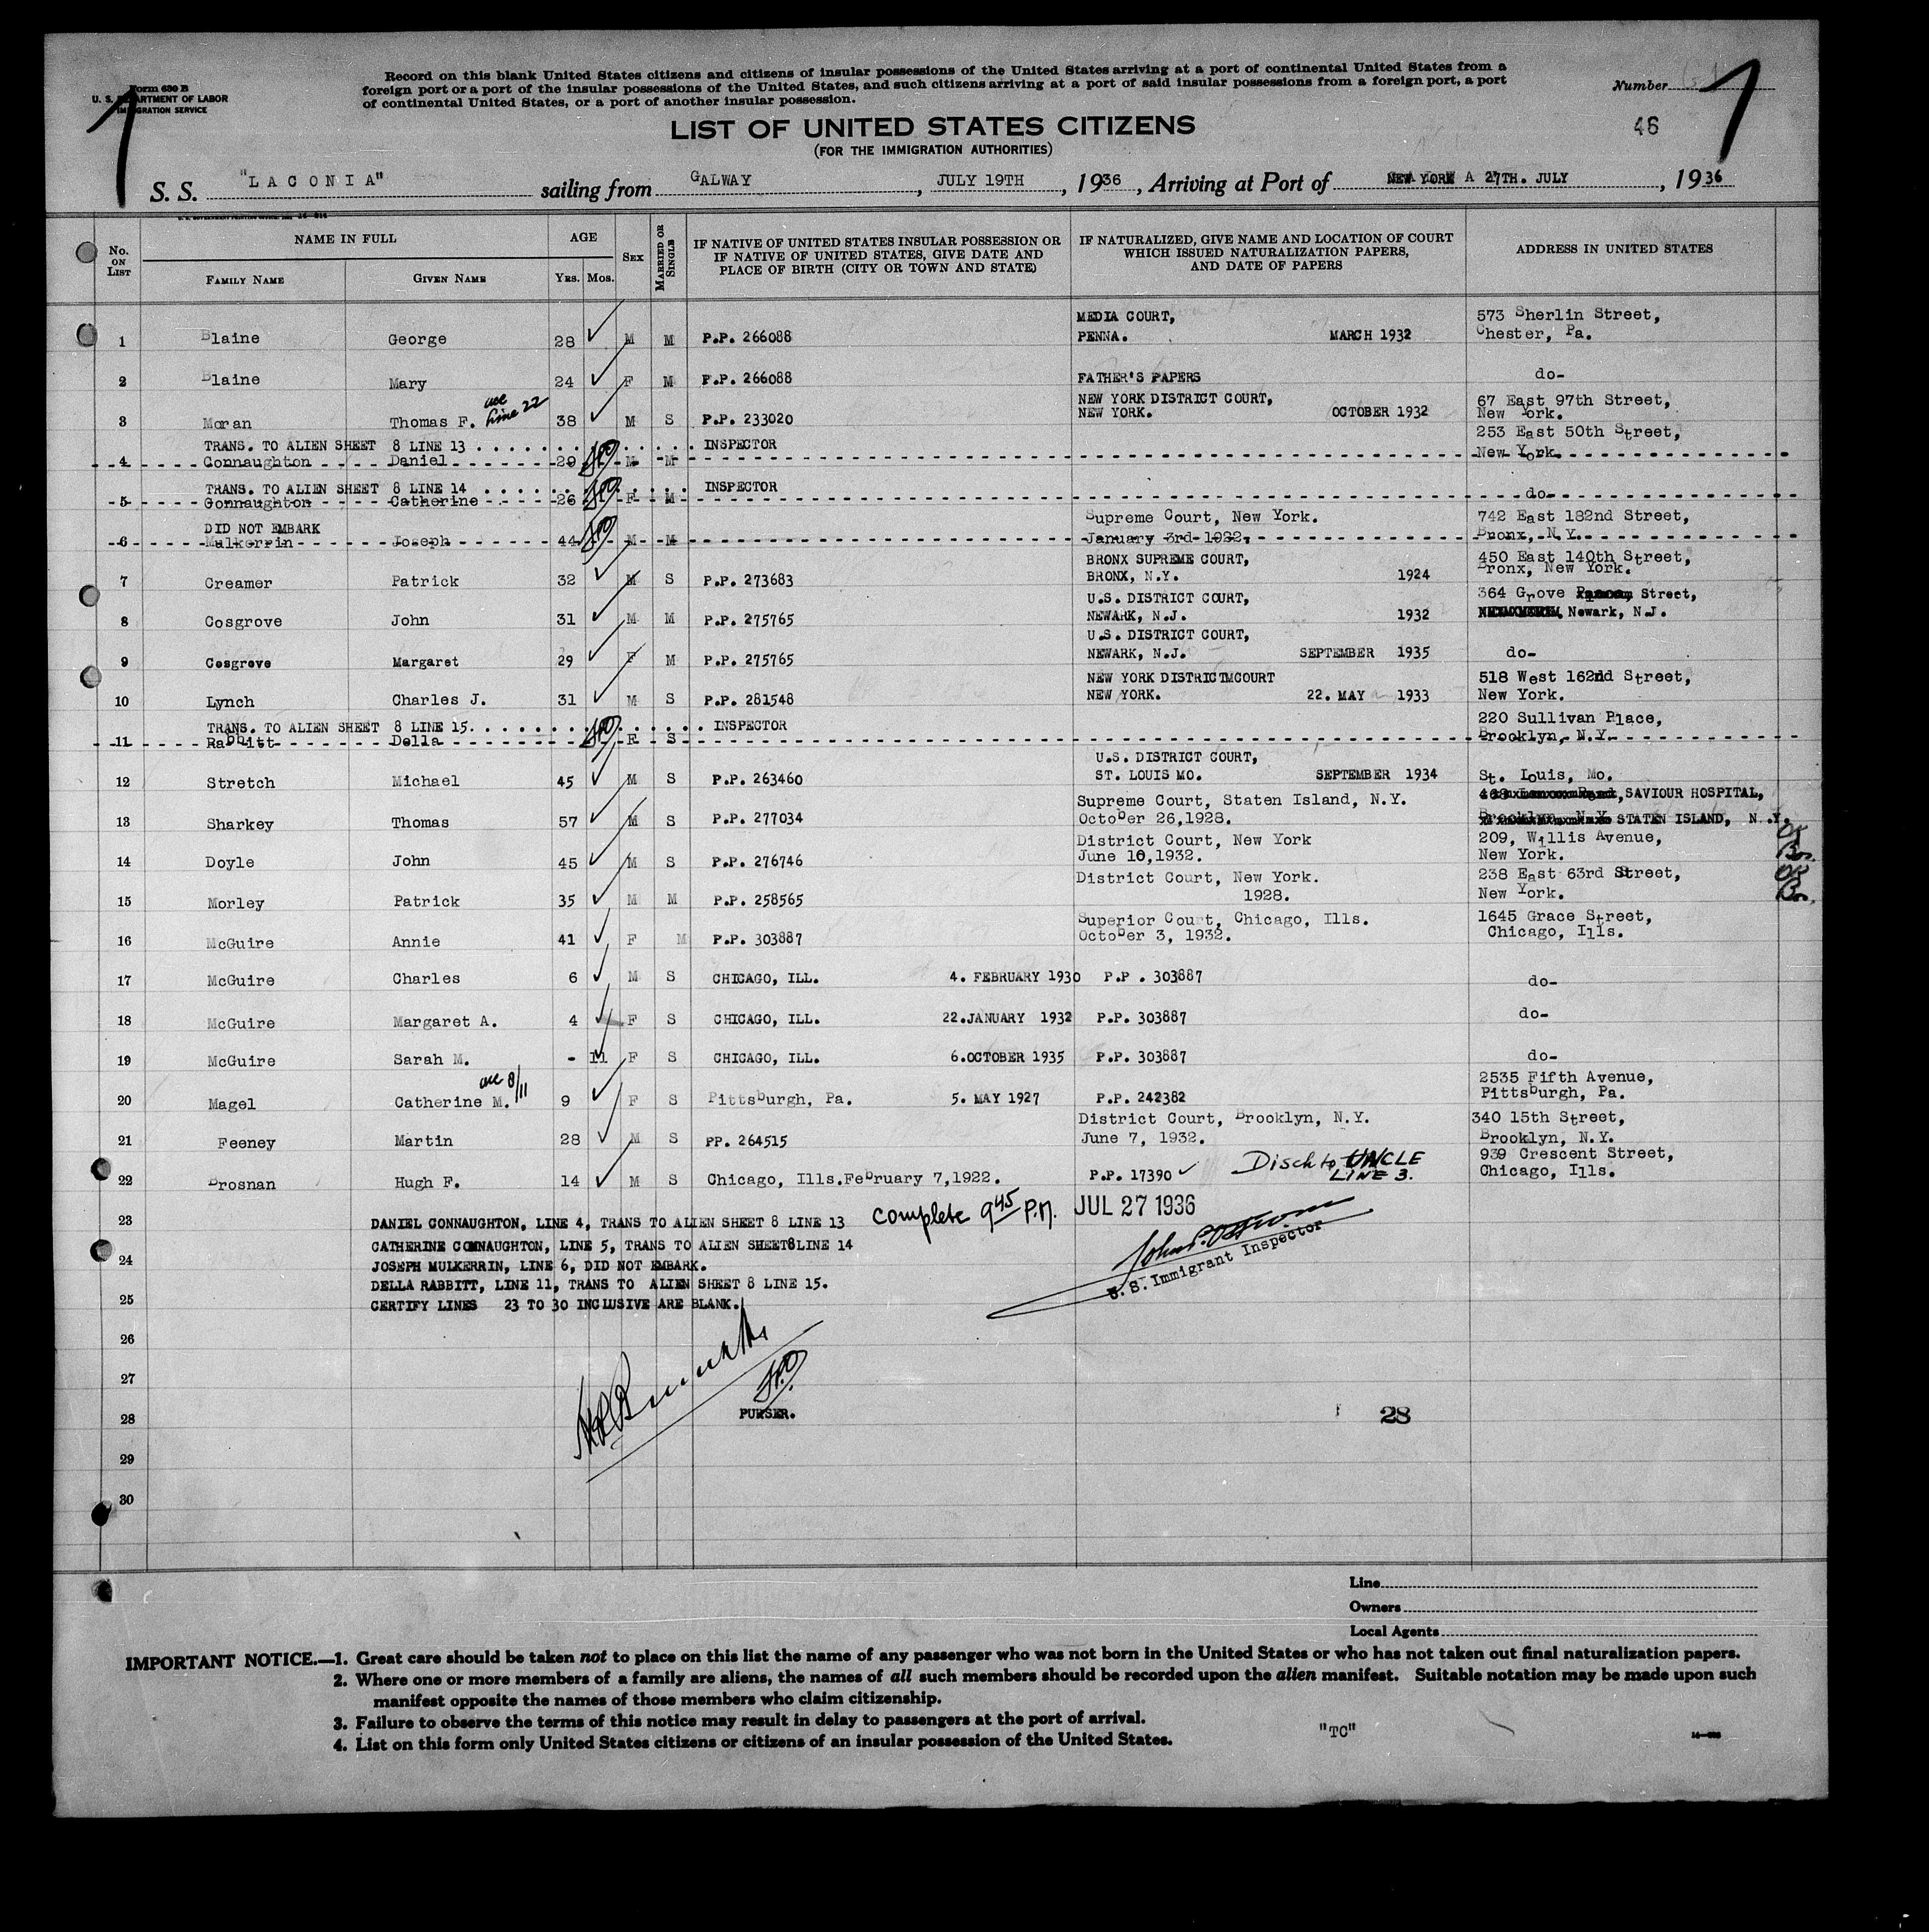 Form 630 B
U. S. DEPARTMENT OF LABOR
IMMIGRATION SERVICE
Record on this blank United States citizens and citizens of insular possessions of the United States arriving at a port of continental United States from a
foreign port or a port of the insular possessions of the United States, and such citizens arriving at a port of said insular possessions from a foreign port, a port
of continental United States, or a port of another insular possession.
Number
46
LIST OF UNITED STATES CITIZENS
(FOR THE IMMIGRATION AUTHORITIES)
S. S. "LACONIA" sailing from GALWAY, JULY 19TH, 1936, Arriving at Port of NEW YORK 27TH. JULY, 1936
No. ON LIST
NAME IN FULL
FAMILY NAME
GIVEN NAME
AGE
YRS. MOS.
SEX
MARRIED OR SINGLE
IF NATIVE OF UNITED STATES INSULAR POSSESSION OR
IF NATIVE OF UNITED STATES, GIVE DATE AND
PLACE OF BIRTH (CITY OR TOWN AND STATE)
IF NATURALIZED, GIVE NAME AND LOCATION OF COURT
WHICH ISSUED NATURALIZATION PAPERS,
AND DATE OF PAPERS
ADDRESS IN UNITED STATES
MEDIA COURT, 573 Sherlin Street,
1 Blaine George 28 M M P.P. 266088 PENNA. MARCH 1932 Chester, Pa.
2 Blaine Mary 24 F M P.P. 266088 FATHER'S PAPERS do-
see line 22 NEW YORK DISTRICT COURT, 67 East 97th Street,
3 Moran Thomas F. 38 M S P.P. 233020 NEW YORK. OCTOBER 1932 New York.
TRANS. TO ALIEN SHEET 8 LINE 13 INSPECTOR 253 East 50th Street,
4 Connaughton Daniel 29 M M New York.
TRANS. TO ALIEN SHEET 8 LINE 14 INSPECTOR
5 Connaughton Catherine 26 F M do-
DID NOT EMBARK Supreme Court, New York. 742 East 182nd Street,
6 Mulkerrin Joseph 44 M M January 3rd 1922. Bronx, N.Y.
BRONX SUPREME COURT, 450 East 140th Street,
7 Creamer Patrick 32 M S P.P. 273683 BRONX, N.Y. 1924 Bronx, New York.
U.S. DISTRICT COURT, 364 Grove Street,
8 Cosgrove John 31 M M P.P. 275765 NEWARK, N.J. 1932 Newark, N.J.
U.S. DISTRICT COURT,
9 Cosgrove Margaret 29 F M P.P. 275765 NEWARK, N.J. SEPTEMBER 1935 do-
NEW YORK DISTRICTMCOURT 518 West 162nd Street,
10 Lynch Charles J. 31 M S P.P. 281548 NEW YORK. 22. MAY 1933 New York.
TRANS. TO ALIEN SHEET 8 LINE 15. INSPECTOR 220 Sullivan Place,
11 Rabbitt Della F S Brooklyn, N.Y.
U.S. DISTRICT COURT,
12 Stretch Michael 45 M S P.P. 263460 ST. LOUIS MO. SEPTEMBER 1934 St. Louis, Mo.
Supreme Court, Staten Island, N.Y. SAVIOUR HOSPITAL,
13 Sharkey Thomas 57 M S P.P. 277034 October 26,1928. STATEN ISLAND, N.Y.
District Court, New York 209, Willis Avenue,
14 Doyle John 45 M S P.P. 276746 June 10,1932. New York.
District Court, New York. 238 East 63rd Street,
15 Morley Patrick 35 M M P.P. 258565 1928. New York.
Superior Court, Chicago, Ills. 1645 Grace Street,
16 McGuire Annie 41 F M P.P. 303887 October 3, 1932. Chicago, Ills.
17 McGuire Charles 6 M S CHICAGO, ILL. 4. FEBRUARY 1930 P.P . 303887 do-
18 McGuire Margaret A. 4 F S CHICAGO, ILL. 22.JANUARY 1932 P.P. 303887 do-
19 McGuire Sarah M. - 11 F S CHICAGO, ILL. 6.OCTOBER 1935 P.P. 303887 do-
see 8/11 2535 Fifth Avenue,
20 Magel Catherine M. 9 F S Pittsburgh, Pa. 5. MAY 1927 P.P. 242382 Pittsburgh, Pa.
District Court, Brooklyn, N.Y. 340 15th Street,
21 Feeney Martin 28 M S PP. 264515 June 7, 1932. Brooklyn, N.Y.
939 Crescent Street,
22 Brosnan Hugh F. 14 M S Chicago, Ills.February 7,1922. P.P. 17390 Disch to UNCLE LINE 3. Chicago, Ills.
23 DANIEL CONNAUGHTON, LINE 4, TRANS TO ALIEN SHEET 8 LINE 13 complete 9 45 P.M. JUL 27 1936
CATHERINE CONNAUGHTON, LINE 5, TRANS TO ALIEN SHEET8LINE 14
24 JOSEPH MULKERRIN, LINE 6, DID NOT EMBARK.
DELLA RABBITT, LINE 11, TRANS TO ALIEN SHEET 8 LINE 15.
25 CERTIFY LINES 23 TO 30 INCLUSIVE ARE BLANK.
U.S. Immigrant Inspector
26
27
28 PURSER. 28
29
30
Line
Owners
Local Agents
IMPORTANT NOTICE.—1. Great care should be taken not to place on this list the name of any passenger who was not born in the United States or who has not taken out final naturalization papers.
2. Where one or more members of a family are aliens, the names of all such members should be recorded upon the alien manifest. Suitable notation may be made upon such
manifest opposite the names of those members who claim citizenship.
3. Failure to observe the terms of this notice may result in delay to passengers at the port of arrival.
4. List on this form only United States citizens or citizens of an insular possession of the United States.
"TC"